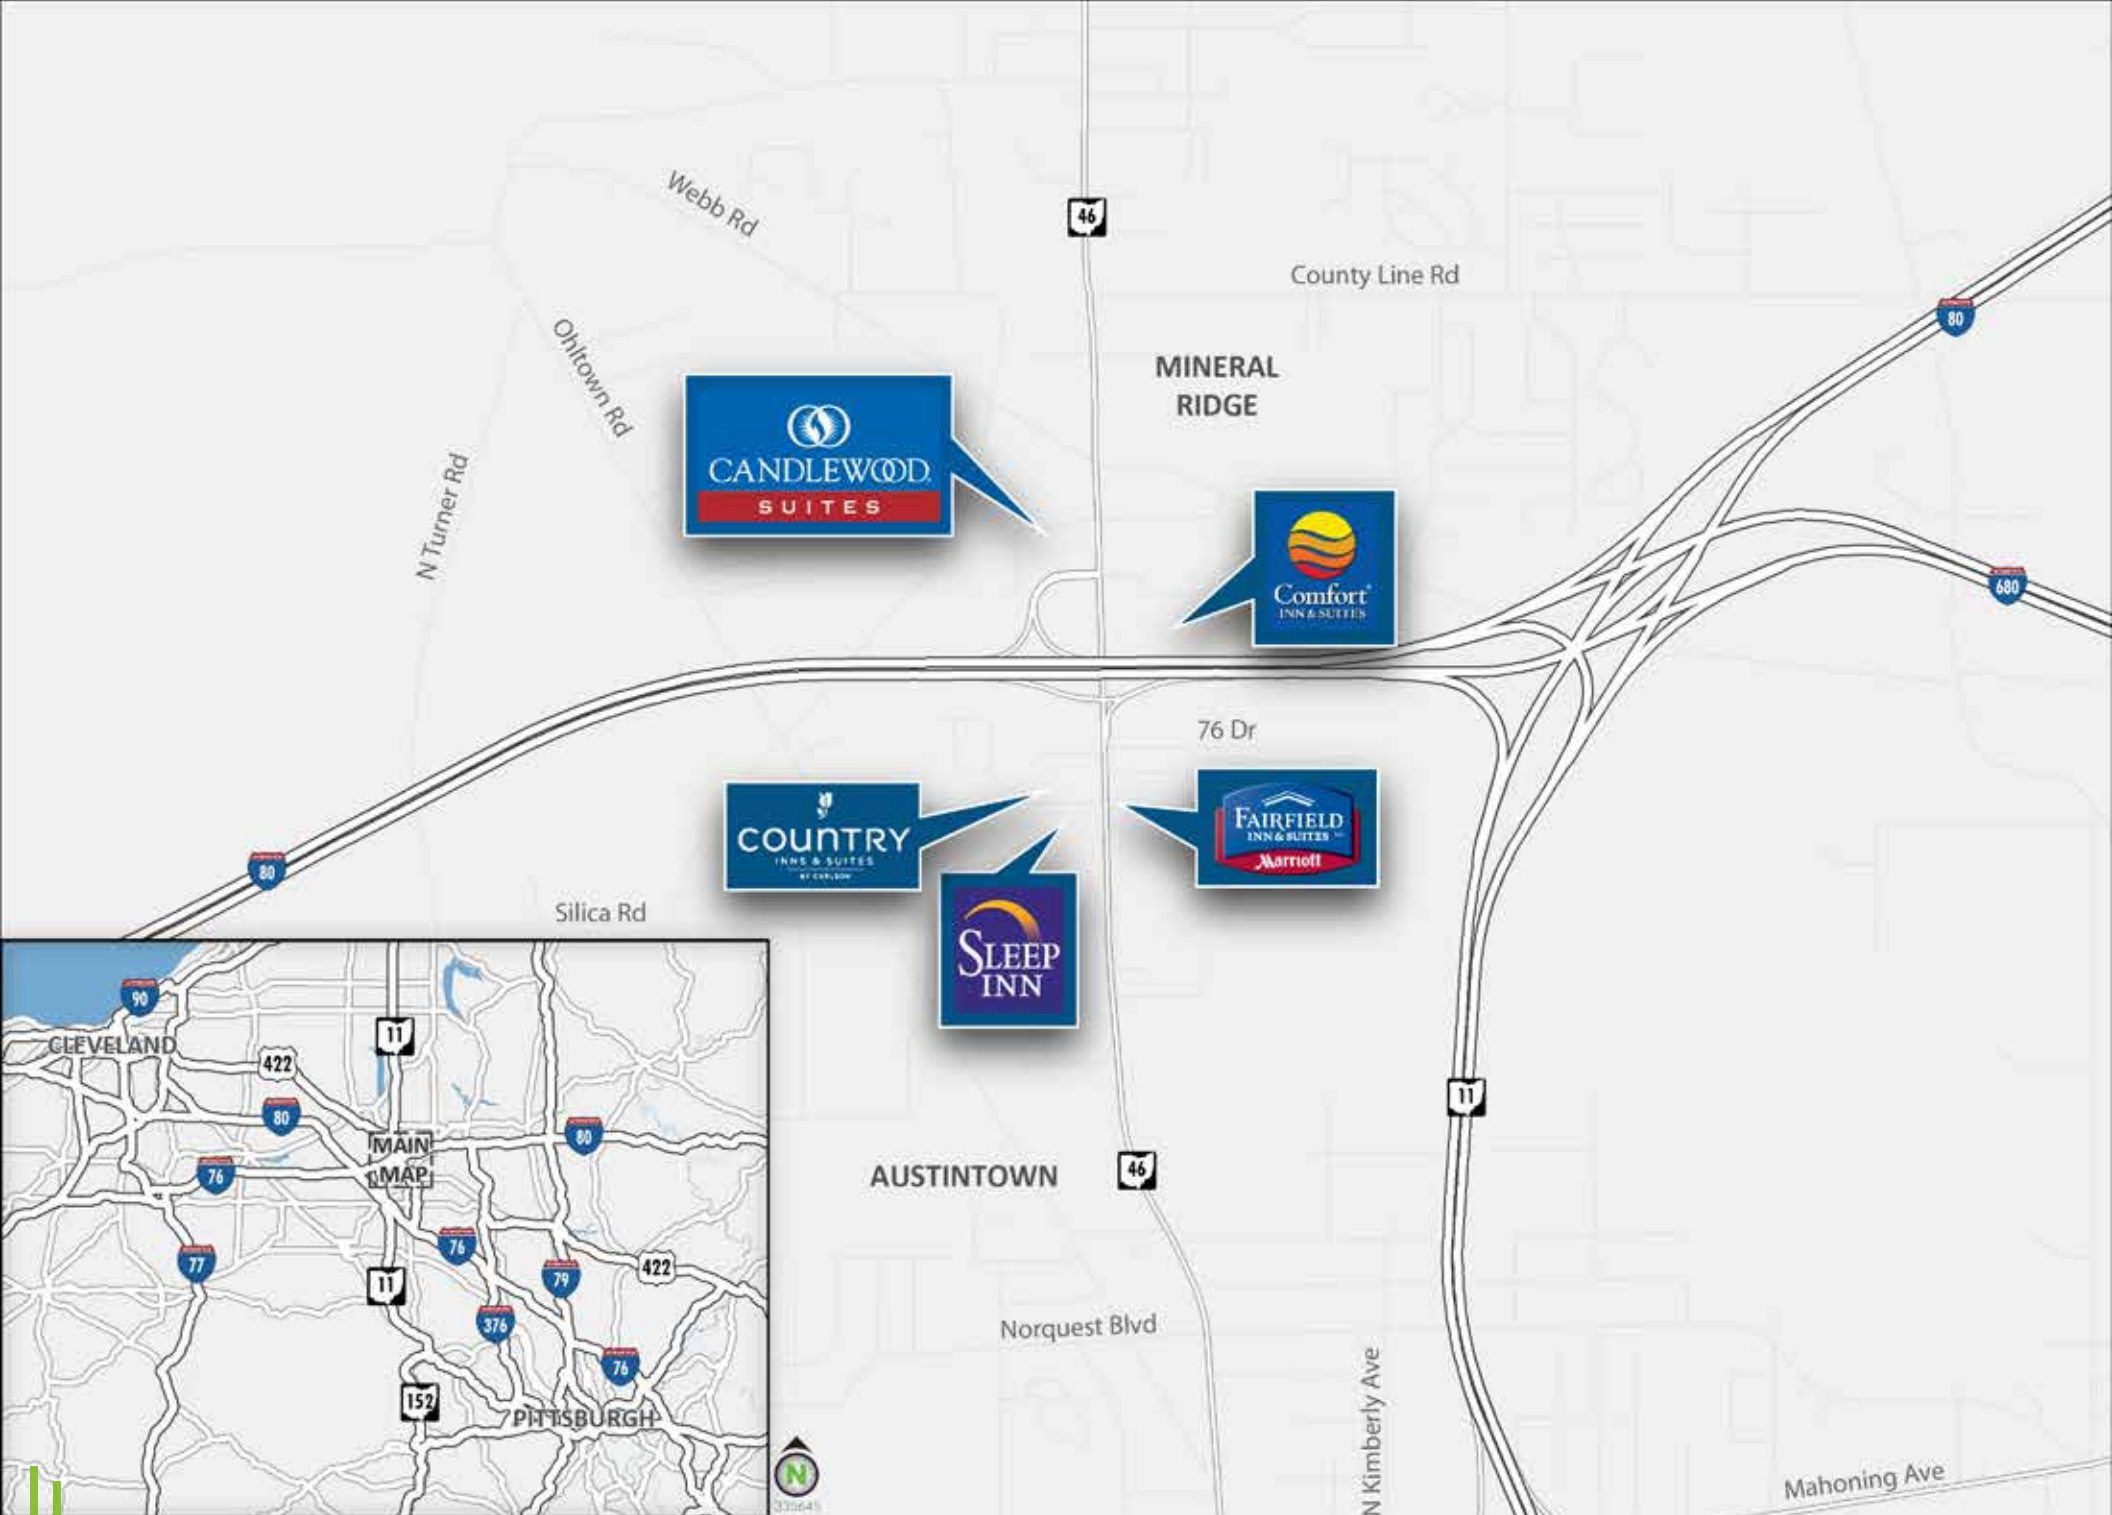 46
Webb Rd
County Line Rd
80
Ohltown Rd
MINERAL
RIDGE
CANDLEWOOD
SUITES
N Turner Rd
Comfort
INN & SUITES
680
76 Dr
COUNTRY
INNS & SUITES
BY CARLSON
FAIRFIELD
INN & SUITES
Marriott
80
Silica Rd
SLEEP
INN
11
AUSTINTOWN
46
Norquest Blvd
N Kimberly Ave
Mahoning Ave
90
CLEVELAND
11
422
80
80
MAIN
MAP
76
76
77
79
422
11
376
76
152
PITTSBURGH
N
335645